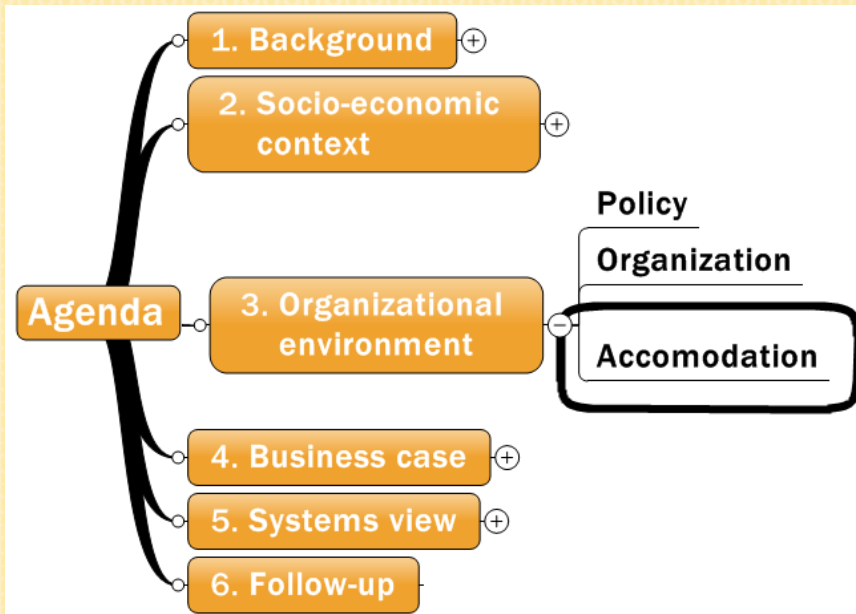 1. Background
2. Socio-economic
context
Policy
Organization
Agenda
3. Organizational
environment
Accomodation
4. Business case
5. Systems view
6. Follow-up